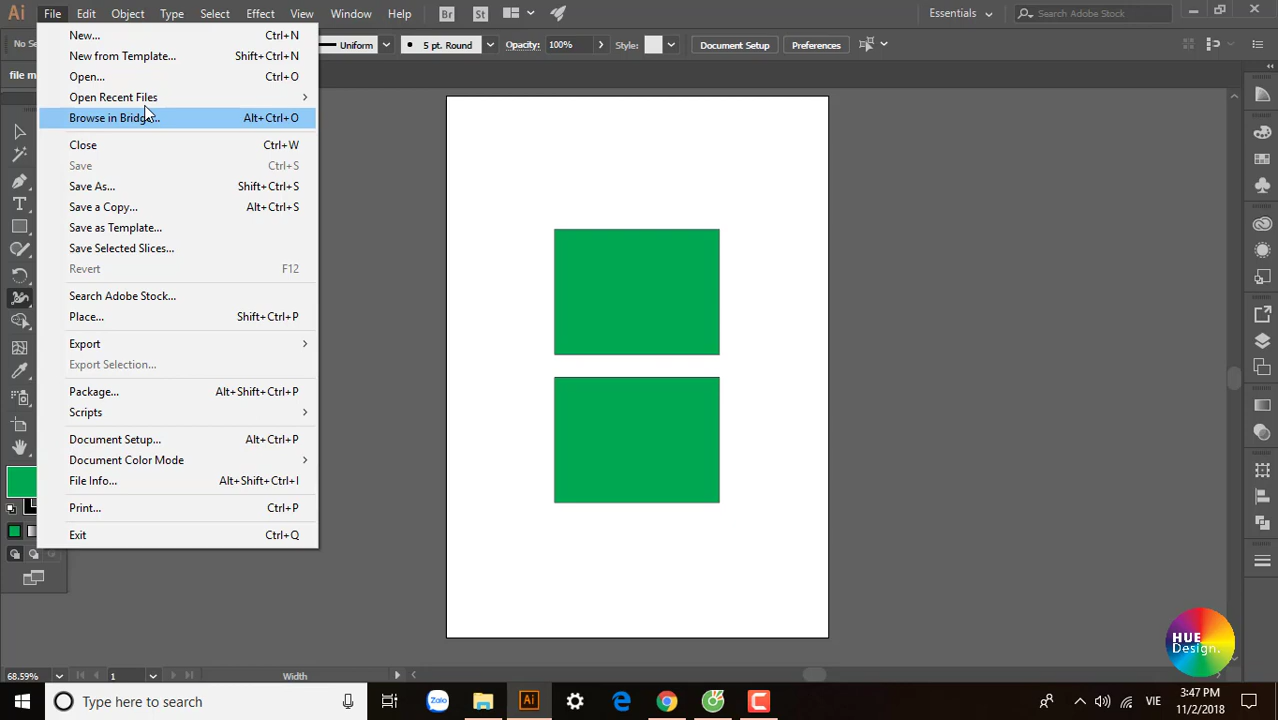 Ai File Edit Object Type Select Effect View Window Help Br St Essentials Search Adobe Stock
No Se Uniform 5 pt. Round Opacity: 100% Style: Document Setup Preferences
file m
New... Ctrl+N
New from Template... Shift+Ctrl+N
Open... Ctrl+O
Open Recent Files
Browse in Bridge... Alt+Ctrl+O
Close Ctrl+W
Save Ctrl+S
Save As... Shift+Ctrl+S
Save a Copy... Alt+Ctrl+S
Save as Template...
Save Selected Slices...
Revert F12
Search Adobe Stock...
Place... Shift+Ctrl+P
Export
Export Selection...
Package... Alt+Shift+Ctrl+P
Scripts
Document Setup... Alt+Ctrl+P
Document Color Mode
File Info... Alt+Shift+Ctrl+I
Print... Ctrl+P
Exit Ctrl+Q
HUE
Design.
68.59% 1 Width
Type here to search Zalo Ai VIE 3:47 PM
11/2/2018